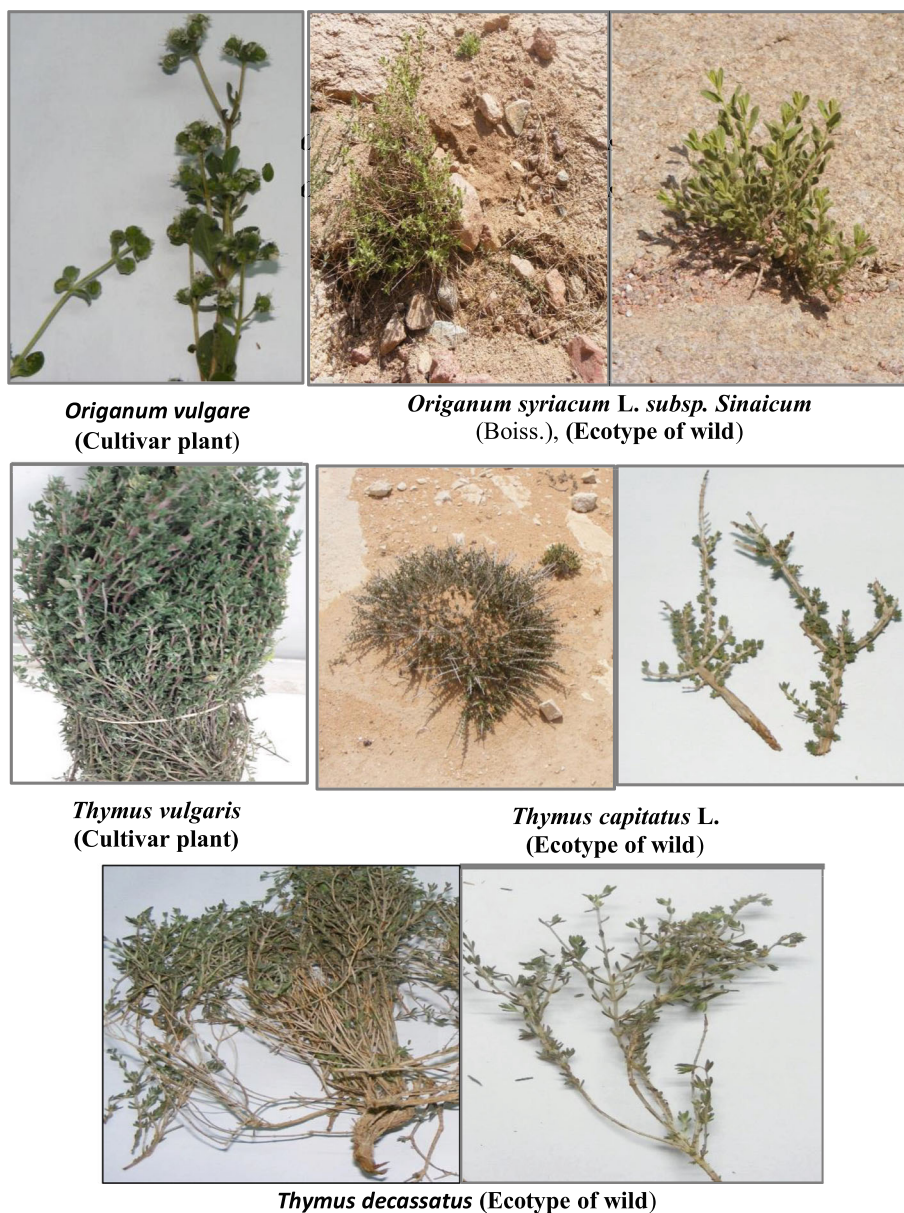 Origanum vulgare
(Cultivar plant)
Origanum syriacum L. subsp. Sinaicum
(Boiss.), (Ecotype of wild)
Thymus vulgaris
(Cultivar plant)
Thymus capitatus L.
(Ecotype of wild)
Thymus decassatus (Ecotype of wild)